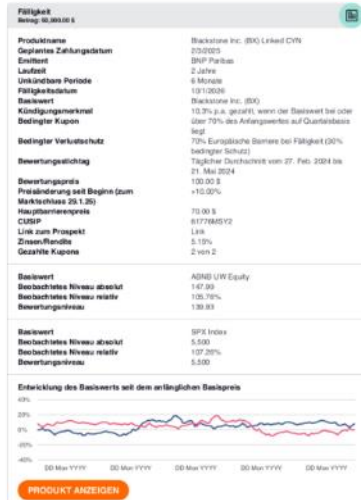 Fälligkeit
Betrag: 50,000.00 $
Produktname Blackstone Inc. (BX) Linked CYN
Geplantes Zahlungsdatum 2/3/2025
Emittent BNP Paribas
Laufzeit 2 Jahre
Unkündbare Periode 6 Monate
Fälligkeitsdatum 10/1/2026
Basiswert Blackstone Inc. (BX)
Kündigungsmerkmal 10.3% p.a. gezahlt, wenn der Basiswert bei oder
Bedingter Kupon über 70% des Anfangswertes auf Quartalsbasis
liegt
Bedingter Verlustschutz 70% Europäische Barriere bei Fälligkeit (30%
bedingter Schutz)
Bewertungsstichtag Täglicher Durchschnitt vom 27. Feb. 2024 bis
21. Mai 2024
Bewertungspreis 100.00 $
Preisänderung seit Beginn (zum +10.00%
Marktschluss 29.1.25)
Hauptbarrierenpreis 70.00 $
CUSIP 61776MSY2
Link zum Prospekt Link
Zinsen/Rendite 5.15%
Gezahlte Kupons 2 von 2
Basiswert ABNB UW Equity
Beobachtetes Niveau absolut 147.99
Beobachtetes Niveau relativ 105.76%
Bewertungsniveau 139.93
Basiswert SPX Index
Beobachtetes Niveau absolut 5,500
Beobachtetes Niveau relativ 107.26%
Bewertungsniveau 5,500
Entwicklung des Basiswerts seit dem anfänglichen Basispreis
40%
20%
0%
-20%
-40%
DD Mon YYYY DD Mon YYYY DD Mon YYYY DD Mon YYYY DD Mon YYYY
PRODUKT ANZEIGEN